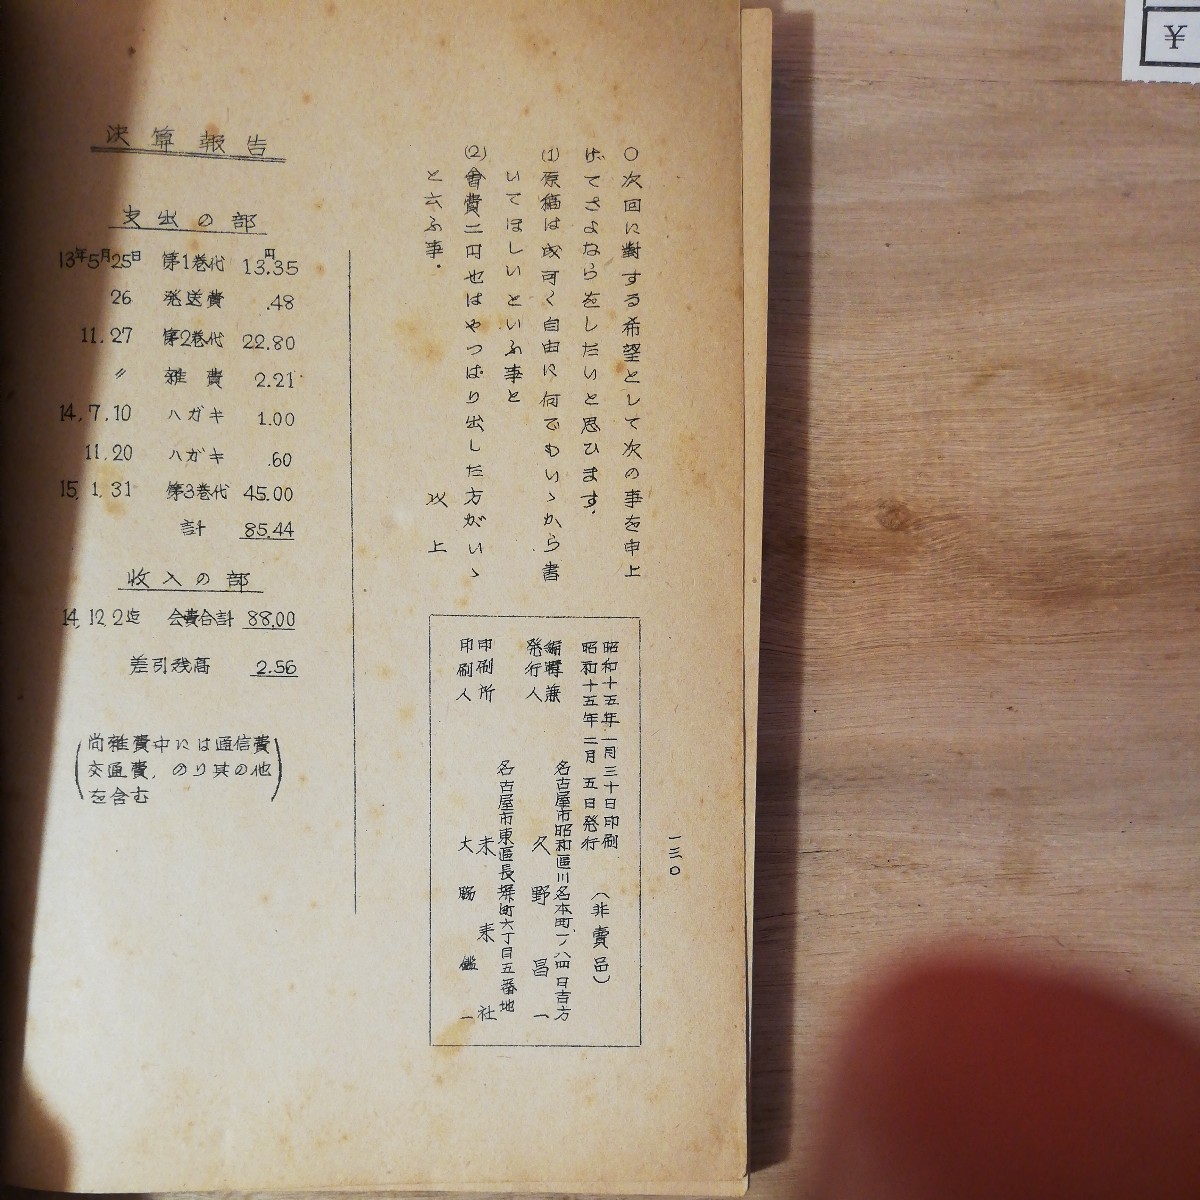 ○次回に對する希望として次の事を申上
げてさよならをしたいと思ひます.
(1)原稿は成可く自由に何でもいゝから書
いてほしいといふ事と
(2)會費二円也はやつぱり出した方がいゝ
と云ふ事.
以上
一三〇
昭和十五年一月三十日印刷
昭和十五年二月五日発行
(非賣品)
編輯兼
発行人
名古屋市昭和區川名本町一ノ八四日吉方
久野昌一
名古屋市東區長塀町六丁目五番地
印刷所 未来社
印刷人 大脇鑑一
決算報告
支出の部
13年5月25日 第1巻代 13.35円
26 発送費 .48
11.27 第2巻代 22.80
〃 雑費 2.21
14.7.10 ハガキ 1.00
11.20 ハガキ .60
15.1.31 第3巻代 45.00
計 85.44
收入の部
14.12.2迄 会費合計 88.00
差引残高 2.56
(尚雑費中には通信費
交通費,のり其の他
を含む)
¥